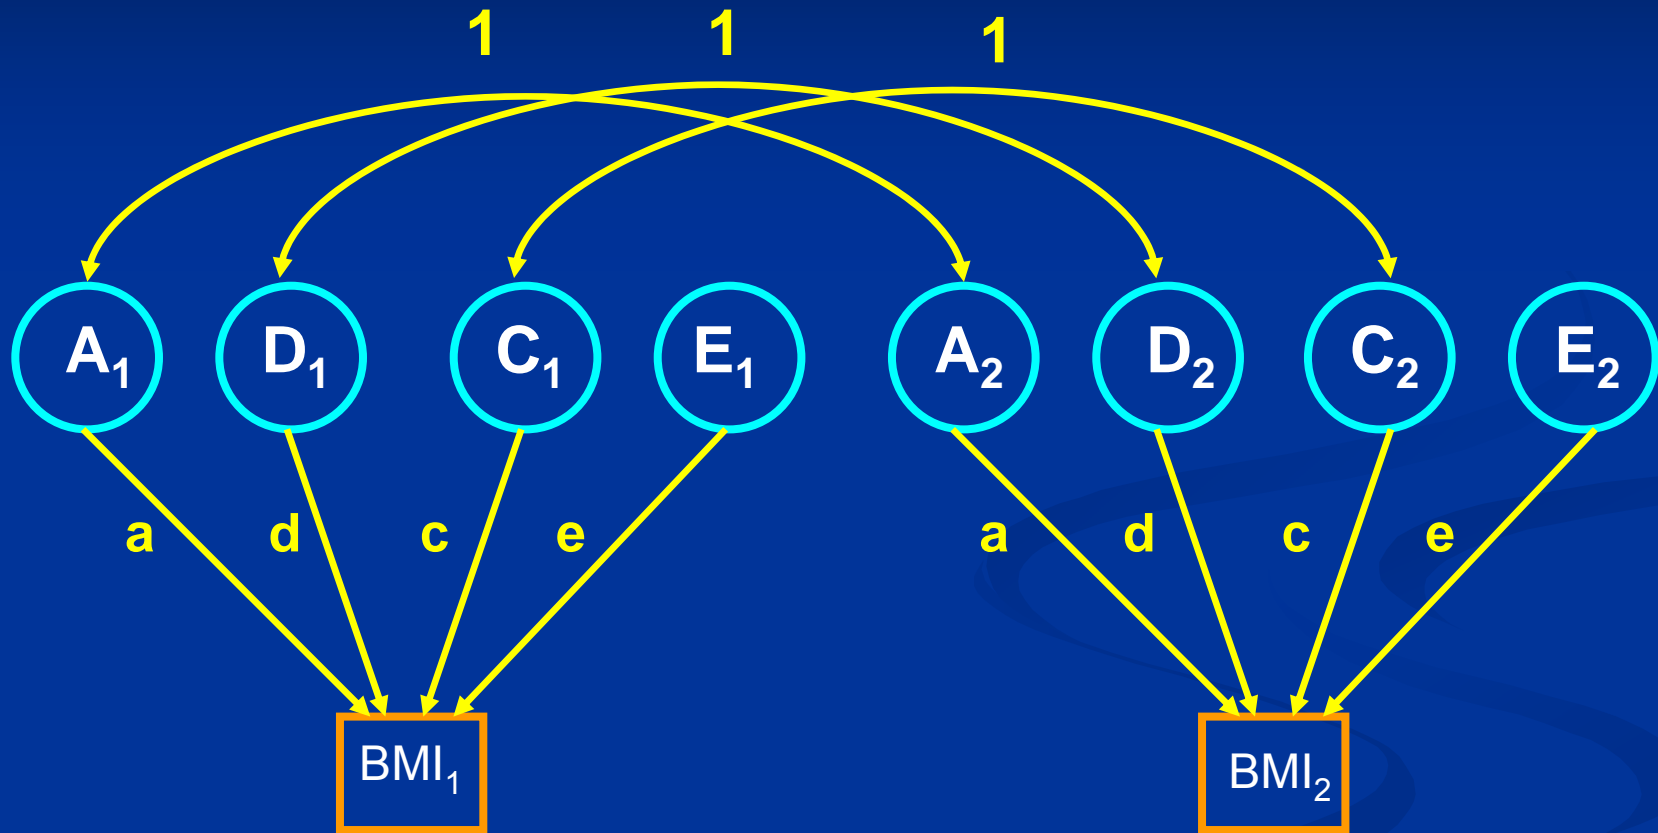 1 1 1
A₁ D₁ C₁ E₁ A₂ D₂ C₂ E₂
a d c e a d c e
BMI₁ BMI₂